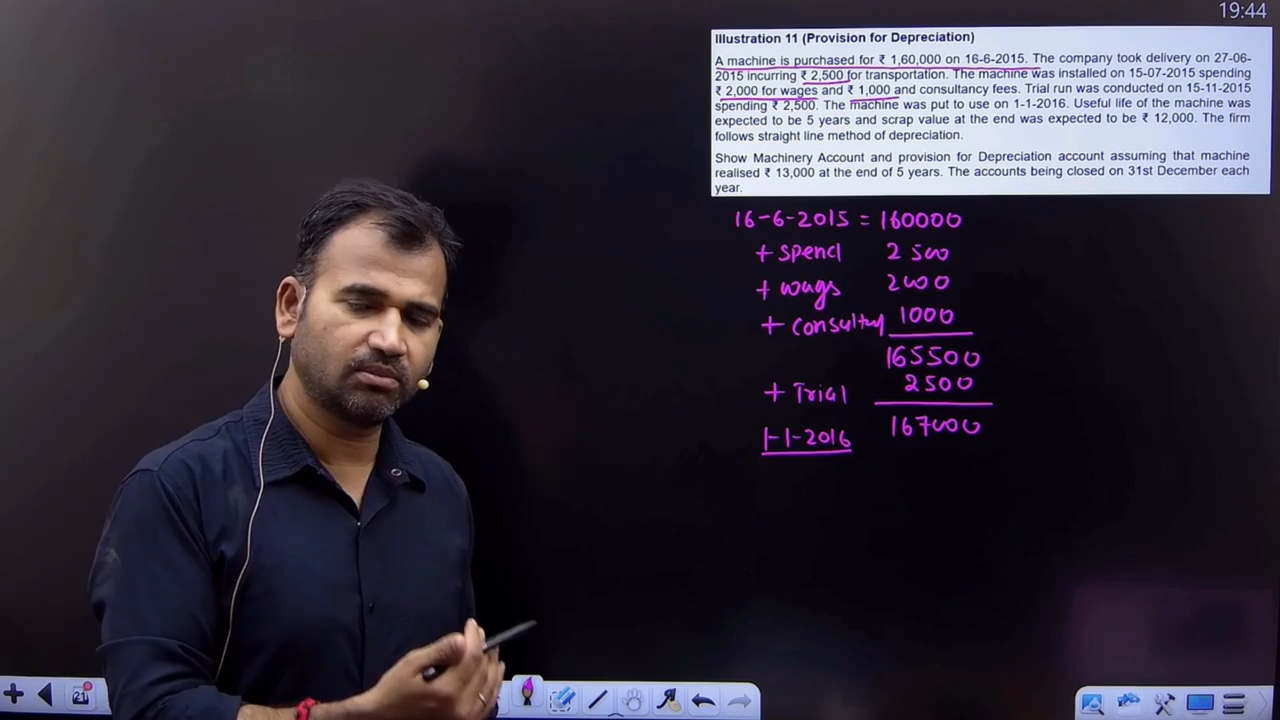 19:44
Illustration 11 (Provision for Depreciation)
A machine is purchased for ₹ 1,60,000 on 16-6-2015. The company took delivery on 27-06-
2015 incurring ₹ 2,500 for transportation. The machine was installed on 15-07-2015 spending
₹ 2,000 for wages and ₹ 1,000 and consultancy fees. Trial run was conducted on 15-11-2015
spending ₹ 2,500. The machine was put to use on 1-1-2016. Useful life of the machine was
expected to be 5 years and scrap value at the end was expected to be ₹ 12,000. The firm
follows straight line method of depreciation.
Show Machinery Account and provision for Depreciation account assuming that machine
realised ₹ 13,000 at the end of 5 years. The accounts being closed on 31st December each
year.
16-6-2015 = 160000
+ spend 2500
+ wags 2000
+ consultan 1000
165500
+ Trial 2500
1-1-2016 167000
21